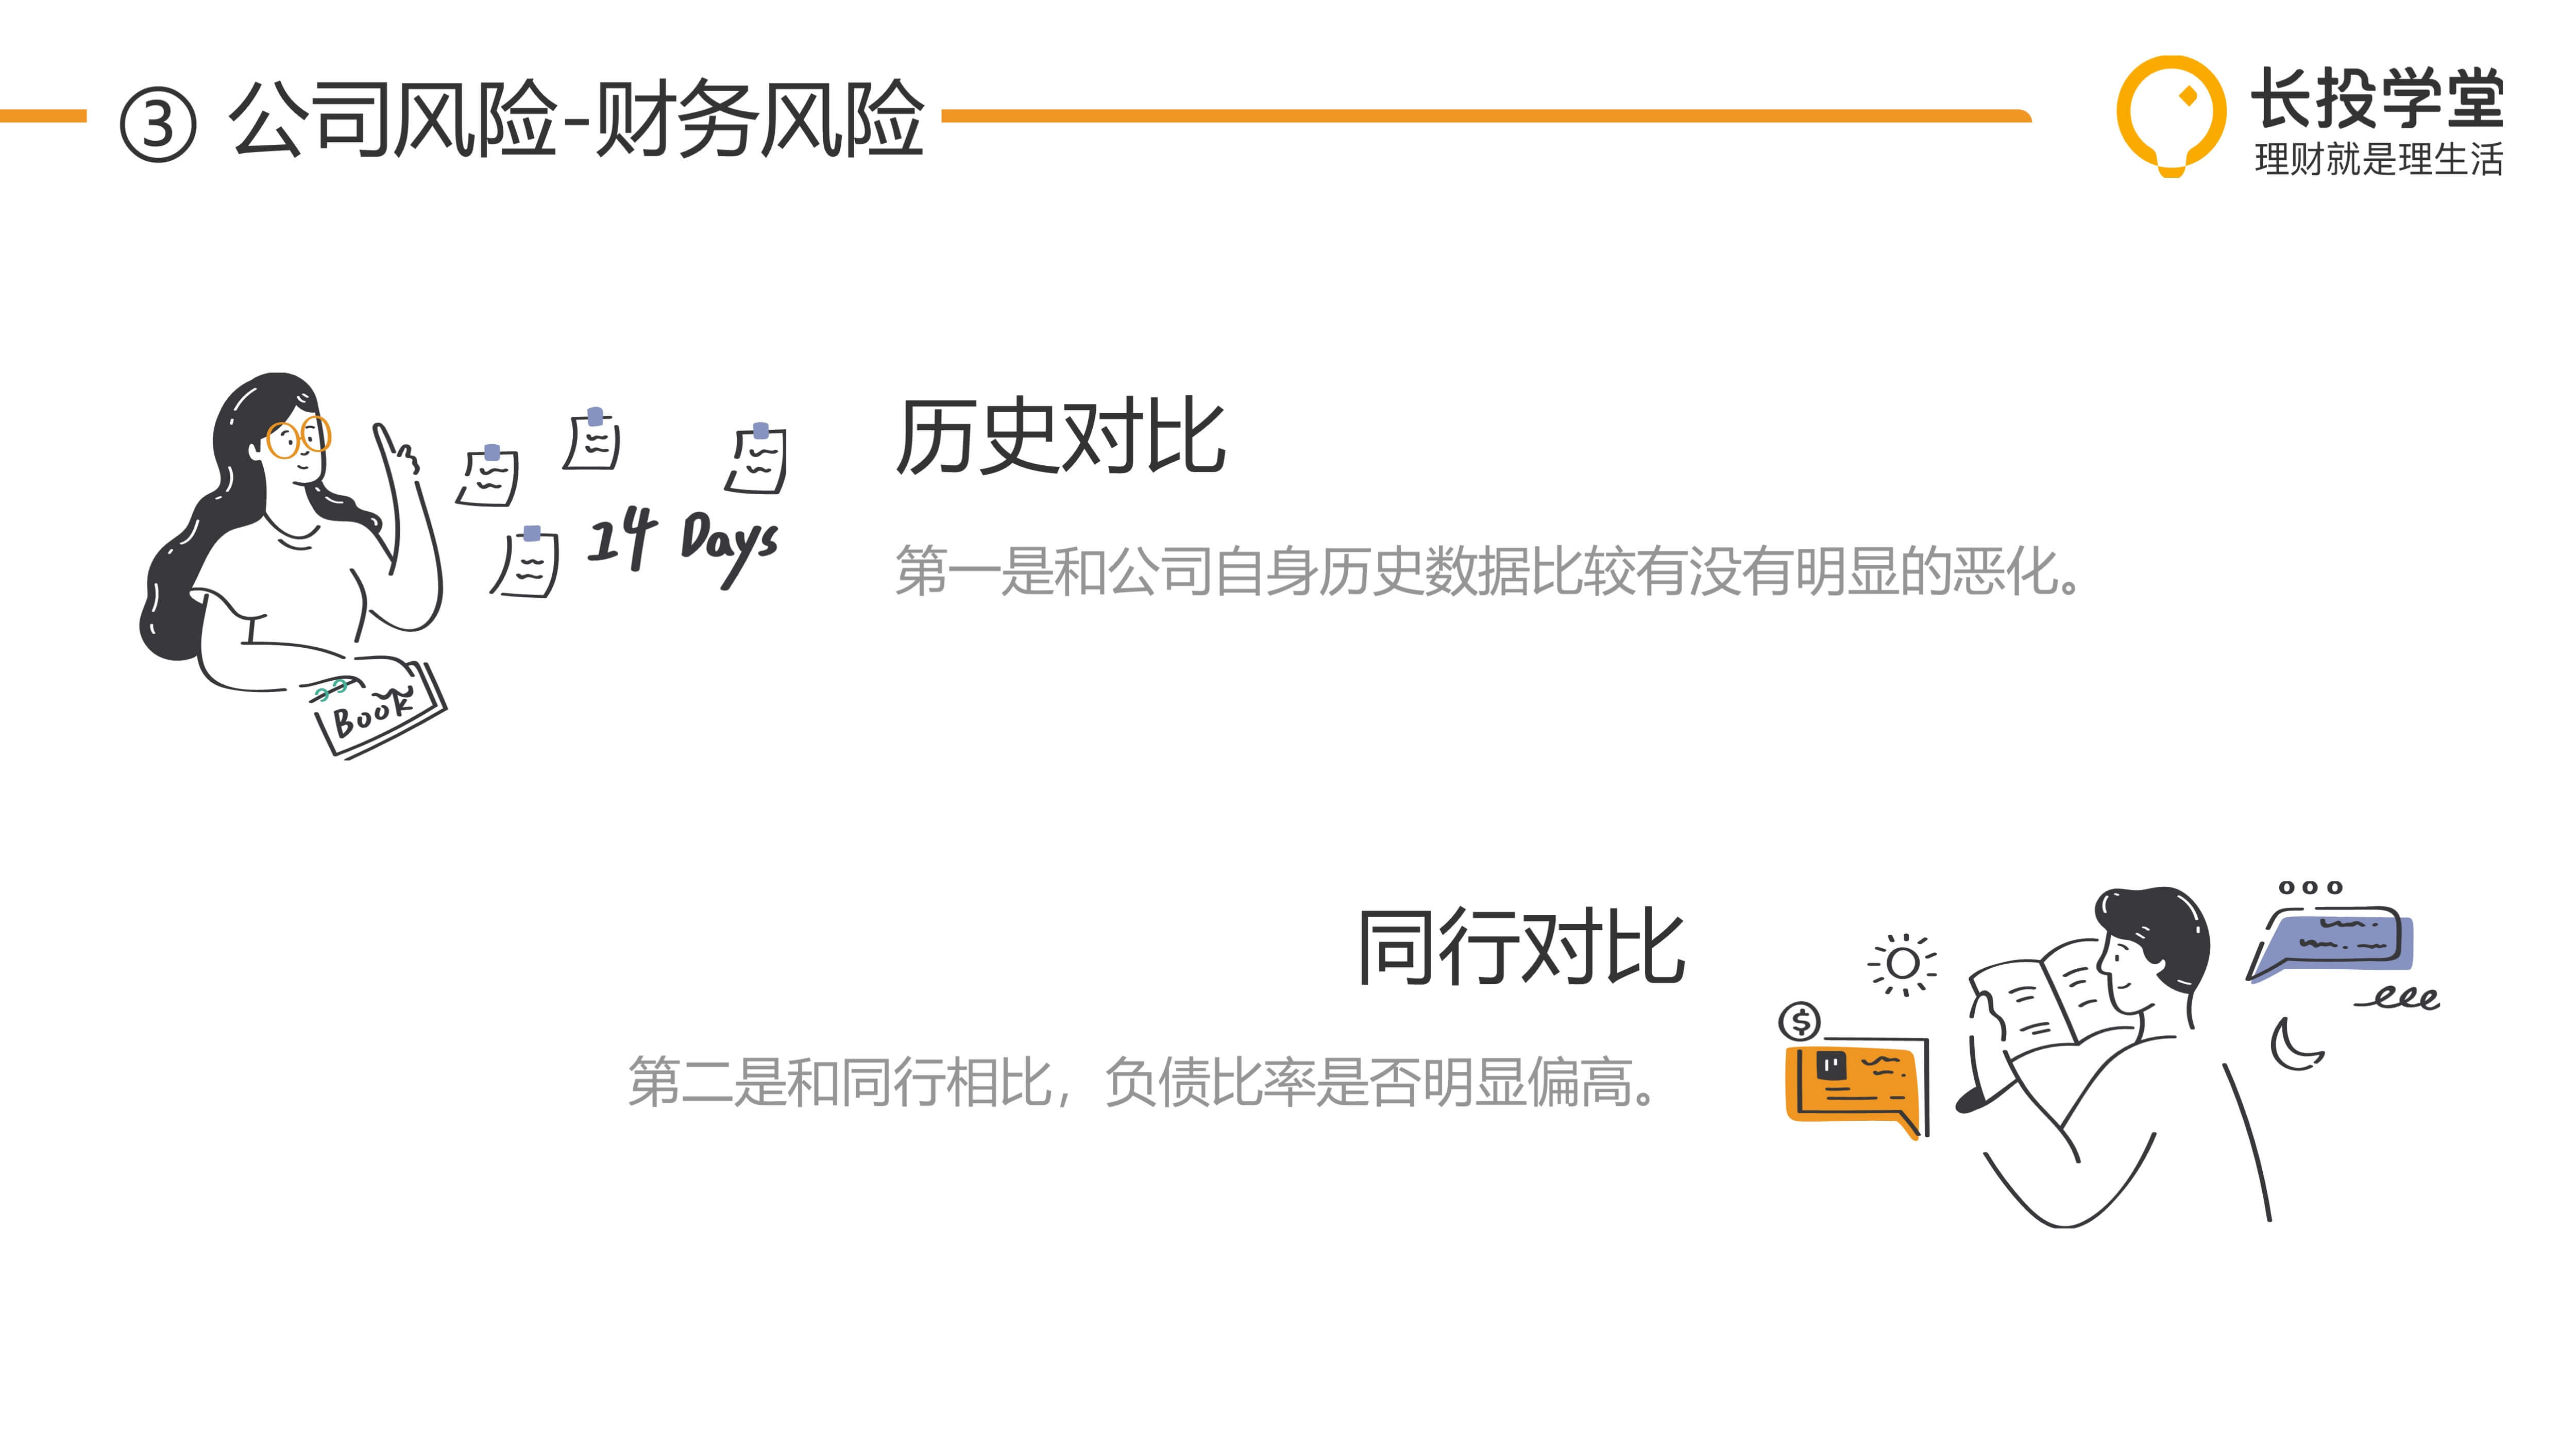 ③ 公司风险-财务风险
长投学堂
理财就是理生活
历史对比
14 Days
第一是和公司自身历史数据比较有没有明显的恶化。
Book
同行对比
第二是和同行相比，负债比率是否明显偏高。
$